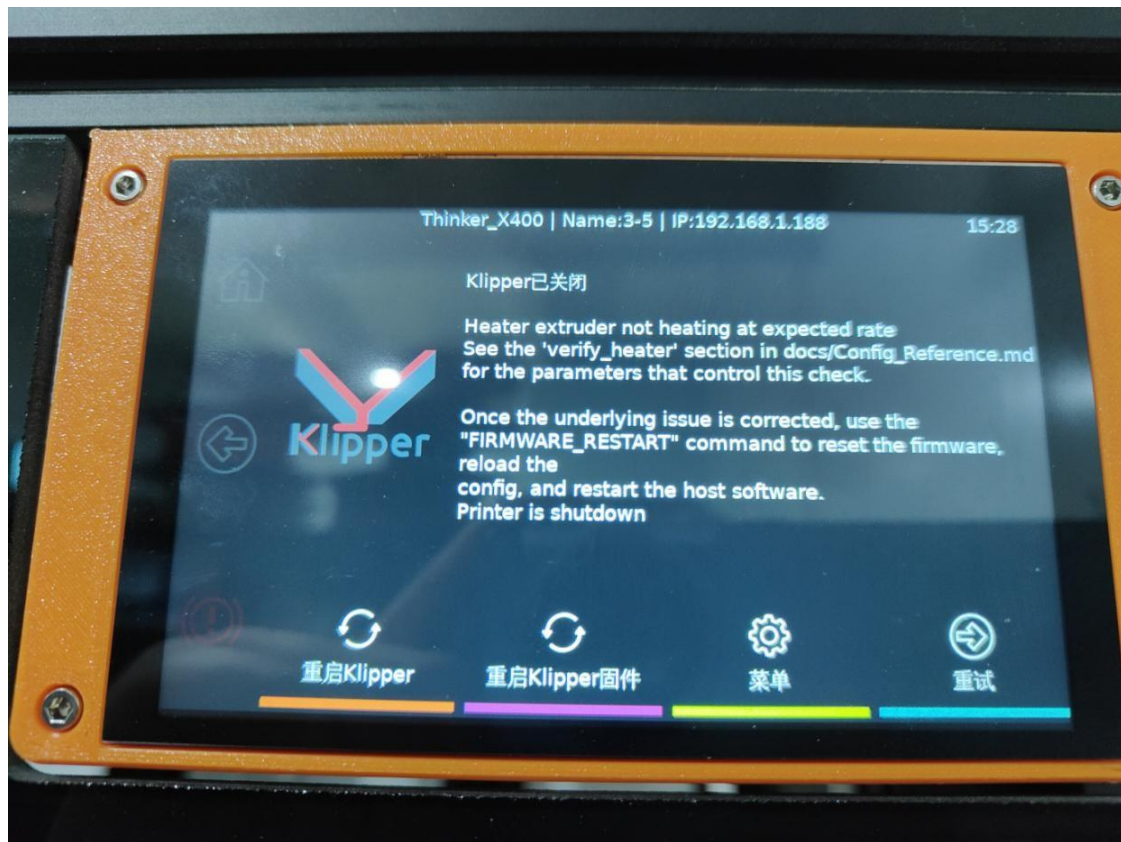 Thinker_X400 | Name:3-5 | IP:192.168.1.188
15:28
Klipper已关闭
Heater extruder not heating at expected rate
See the 'verify_heater' section in docs/Config_Reference.md
for the parameters that control this check.
Once the underlying issue is corrected, use the
"FIRMWARE_RESTART" command to reset the firmware,
reload the
config, and restart the host software.
Printer is shutdown
Klipper
重启Klipper
重启Klipper固件
菜单
重试